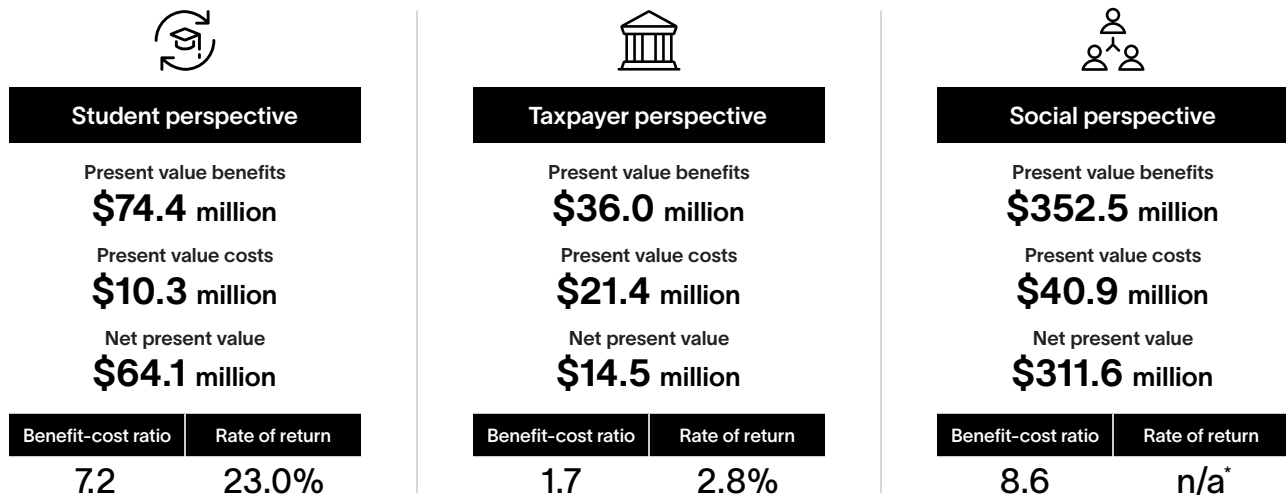 Student perspective
Present value benefits
$74.4 million
Present value costs
$10.3 million
Net present value
$64.1 million
Benefit-cost ratio
Rate of return
7.2
23.0%
Taxpayer perspective
Present value benefits
$36.0 million
Present value costs
$21.4 million
Net present value
$14.5 million
Benefit-cost ratio
Rate of return
1.7
2.8%
Social perspective
Present value benefits
$352.5 million
Present value costs
$40.9 million
Net present value
$311.6 million
Benefit-cost ratio
Rate of return
8.6
n/a*